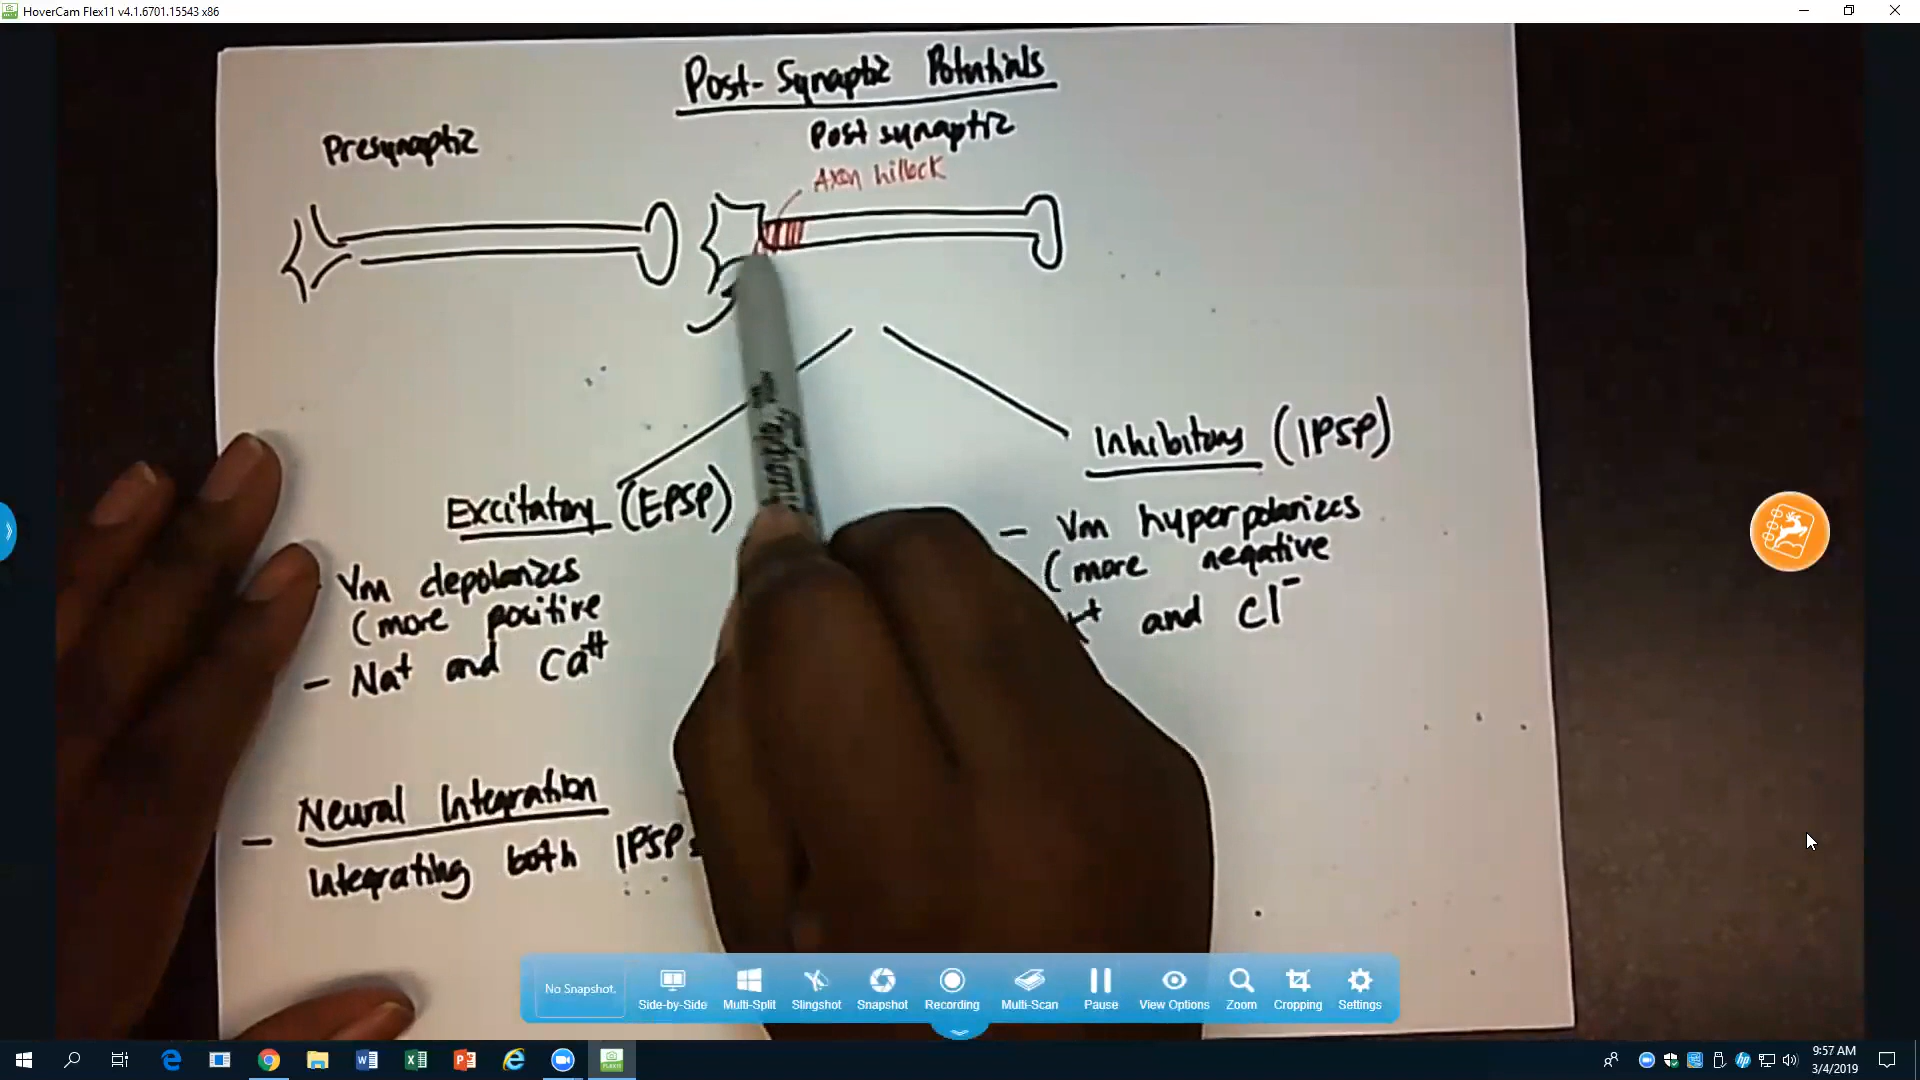 HoverCam Flex11 v4.1.6701.15543 x86
Post-Synaptic Potentials
Presynaptic
Post synaptic
Axon hillock
Excitatory (EPSP)
Vm depolarizes
(more positive
- Na+ and Ca++
Inhibitory (IPSP)
- Vm hyperpolarizes
(more negative
K+ and Cl-
Neural Integration
- Integrating both IPSPs
Sharpie
No Snapshot.
Side-by-Side
Multi-Split
Slingshot
Snapshot
Recording
Multi-Scan
Pause
View Options
Zoom
Cropping
Settings
FLEX11
9:57 AM
3/4/2019